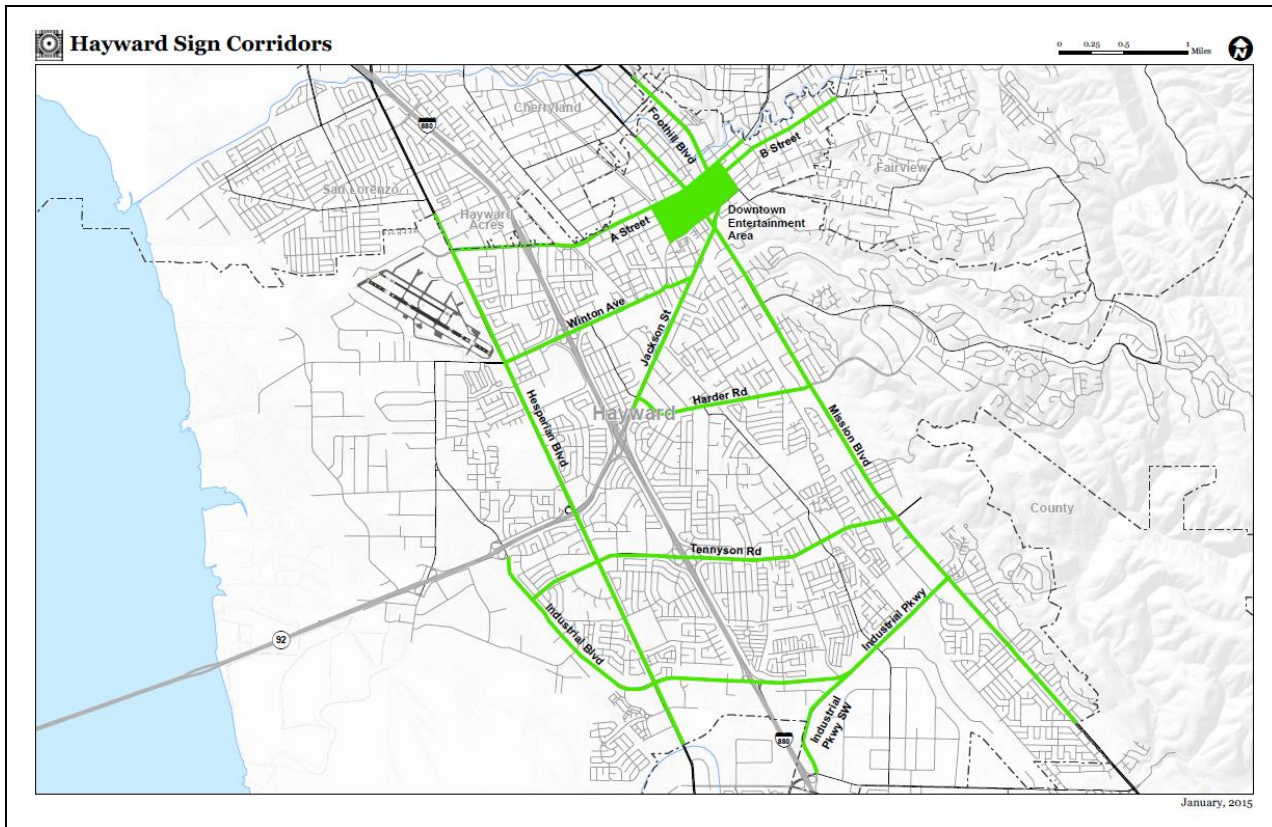 Hayward Sign Corridors
0 0.25 0.5 1 Miles
N
Cherryland
880
Foothill Blvd
B Street
Fairview
San Lorenzo
Hayward
Acres
A Street
Downtown
Entertainment
Area
Winton Ave
Jackson St
Hesperian Blvd
Harder Rd
Hayward
Mission Blvd
County
Tennyson Rd
Industrial Blvd
Industrial Pkwy
92
Industrial
Pkwy SW
880
January, 2015